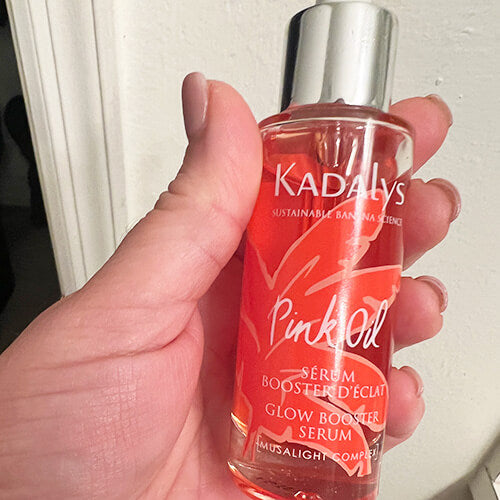 KADALYS
SUSTAINABLE BANANA SCIENCE
Pink Oil
SÉRUM
BOOSTER D'ÉCLAT
GLOW BOOSTER
SERUM
[MUSALIGHT COMPLEX]